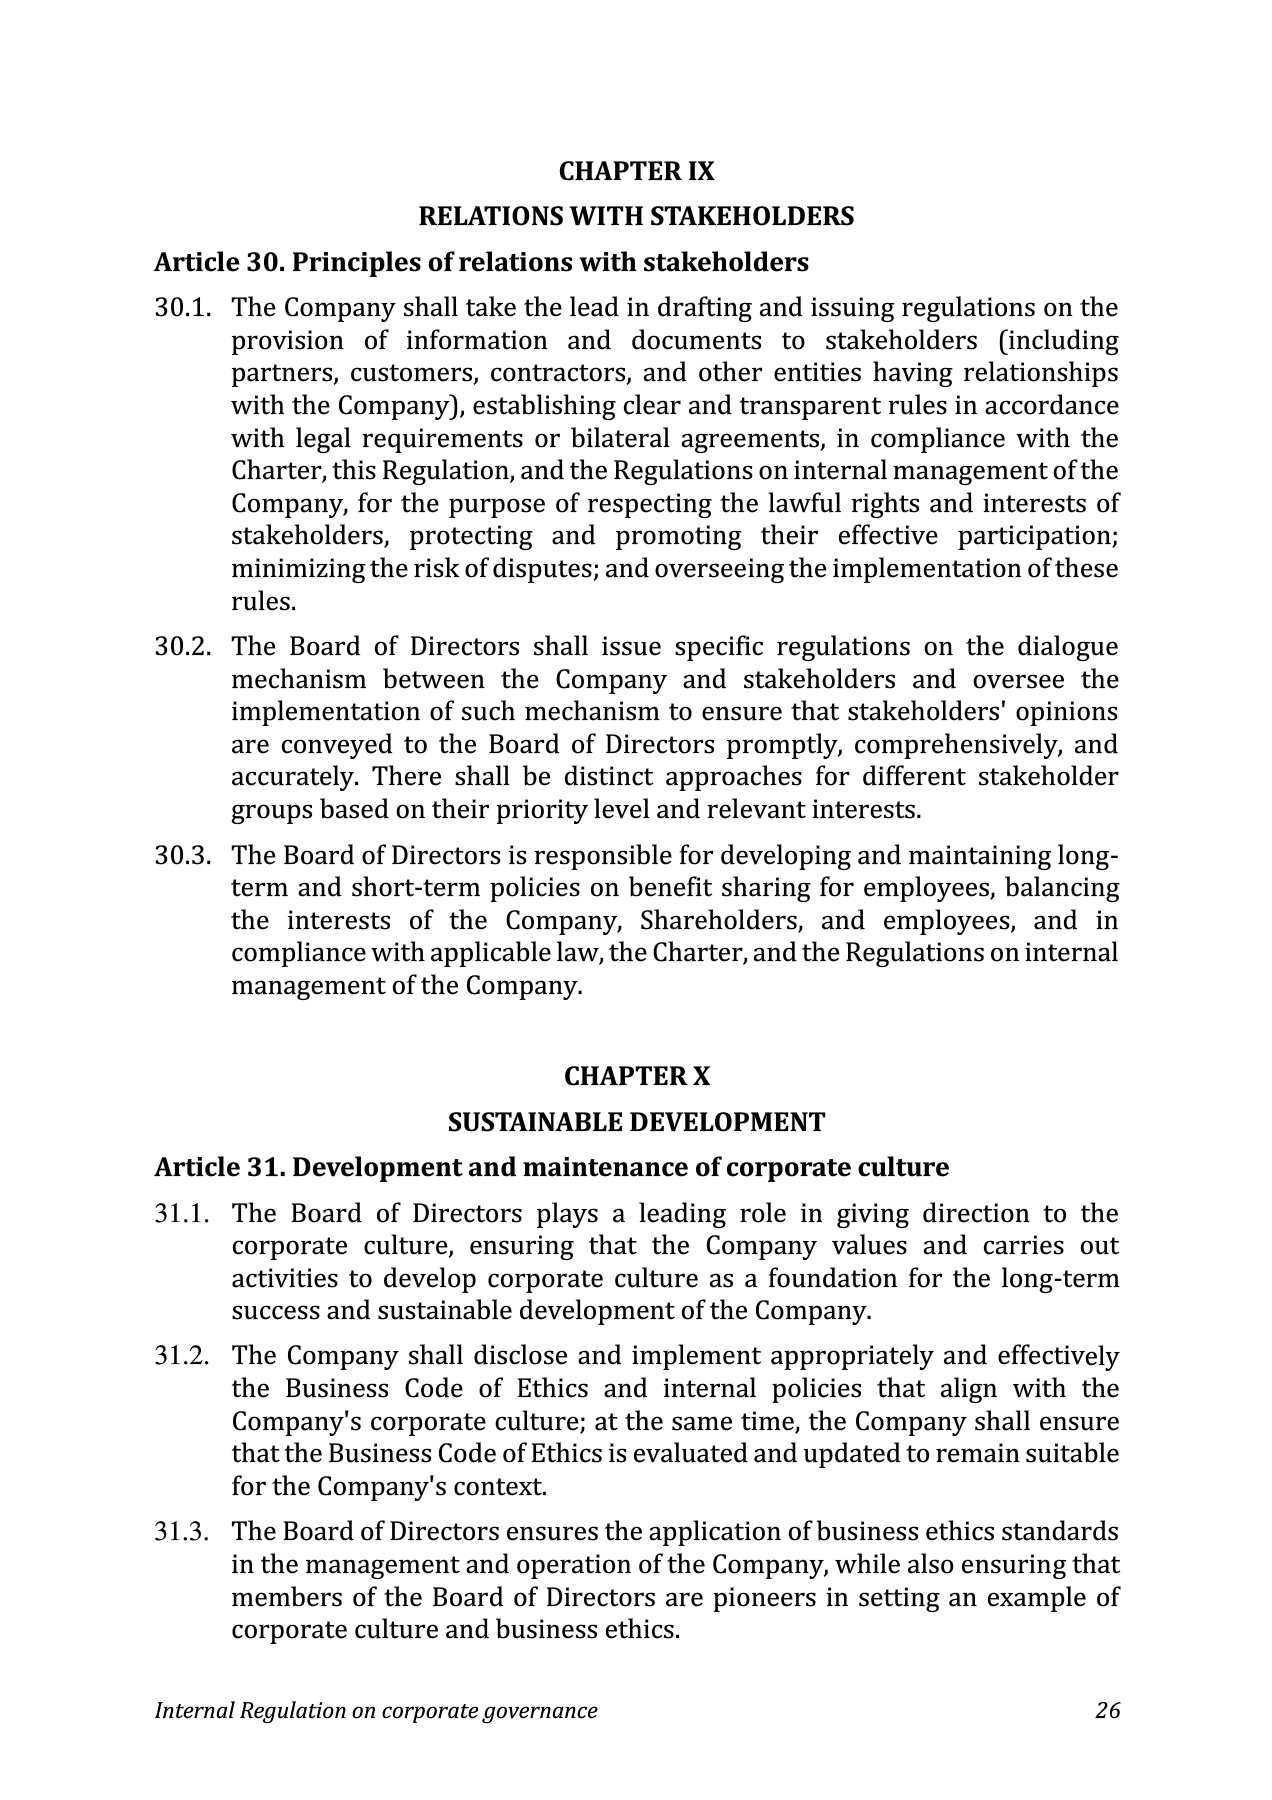 CHAPTER IX
RELATIONS WITH STAKEHOLDERS
Article 30. Principles of relations with stakeholders
30.1. The Company shall take the lead in drafting and issuing regulations on the
provision of information and documents to stakeholders (including
partners, customers, contractors, and other entities having relationships
with the Company), establishing clear and transparent rules in accordance
with legal requirements or bilateral agreements, in compliance with the
Charter, this Regulation, and the Regulations on internal management of the
Company, for the purpose of respecting the lawful rights and interests of
stakeholders, protecting and promoting their effective participation;
minimizing the risk of disputes; and overseeing the implementation of these
rules.
30.2. The Board of Directors shall issue specific regulations on the dialogue
mechanism between the Company and stakeholders and oversee the
implementation of such mechanism to ensure that stakeholders' opinions
are conveyed to the Board of Directors promptly, comprehensively, and
accurately. There shall be distinct approaches for different stakeholder
groups based on their priority level and relevant interests.
30.3. The Board of Directors is responsible for developing and maintaining long-
term and short-term policies on benefit sharing for employees, balancing
the interests of the Company, Shareholders, and employees, and in
compliance with applicable law, the Charter, and the Regulations on internal
management of the Company.
CHAPTER X
SUSTAINABLE DEVELOPMENT
Article 31. Development and maintenance of corporate culture
31.1. The Board of Directors plays a leading role in giving direction to the
corporate culture, ensuring that the Company values and carries out
activities to develop corporate culture as a foundation for the long-term
success and sustainable development of the Company.
31.2. The Company shall disclose and implement appropriately and effectively
the Business Code of Ethics and internal policies that align with the
Company's corporate culture; at the same time, the Company shall ensure
that the Business Code of Ethics is evaluated and updated to remain suitable
for the Company's context.
31.3. The Board of Directors ensures the application of business ethics standards
in the management and operation of the Company, while also ensuring that
members of the Board of Directors are pioneers in setting an example of
corporate culture and business ethics.
Internal Regulation on corporate governance 26